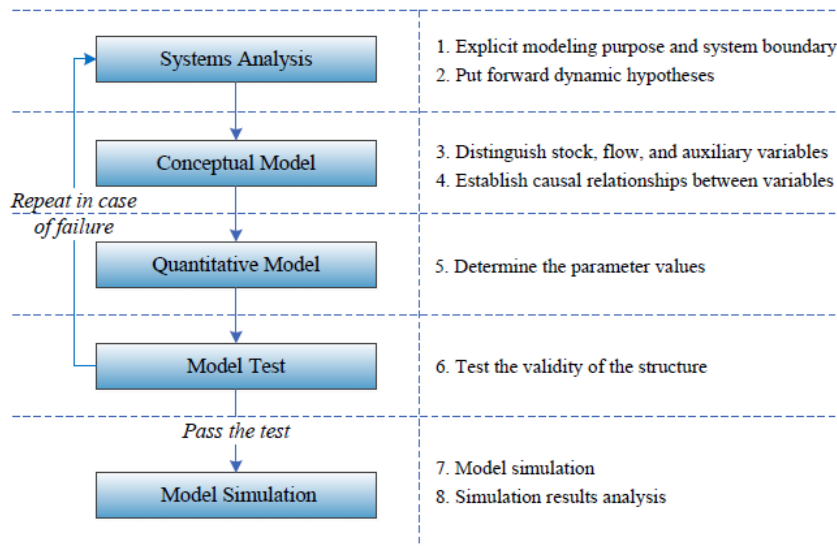 Systems Analysis
1. Explicit modeling purpose and system boundary
2. Put forward dynamic hypotheses
Conceptual Model
3. Distinguish stock, flow, and auxiliary variables
4. Establish causal relationships between variables
Repeat in case
of failure
Quantitative Model
5. Determine the parameter values
Model Test
6. Test the validity of the structure
Pass the test
Model Simulation
7. Model simulation
8. Simulation results analysis